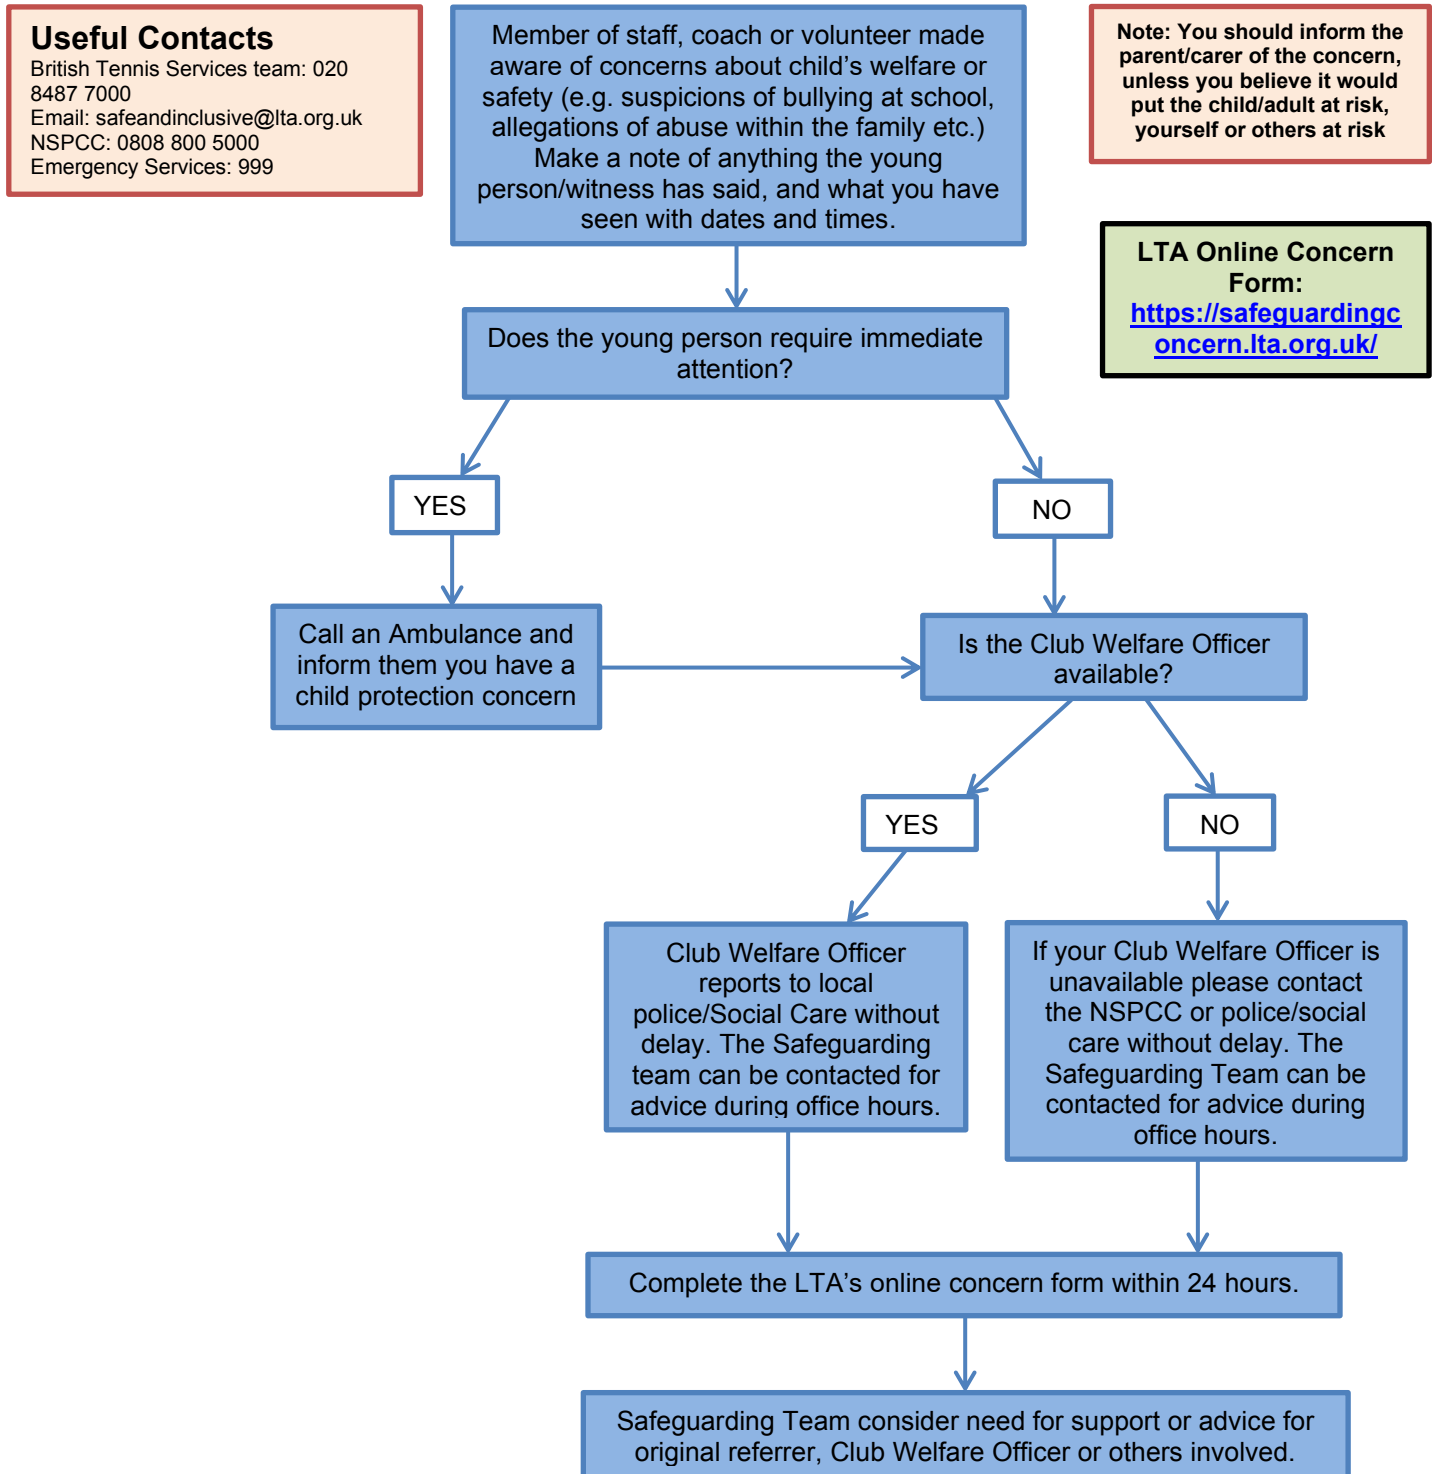 Useful Contacts
British Tennis Services team: 020
8487 7000
Email: safeandinclusive@lta.org.uk
NSPCC: 0808 800 5000
Emergency Services: 999
Member of staff, coach or volunteer made
aware of concerns about child's welfare or
safety (e.g. suspicions of bullying at school,
allegations of abuse within the family etc.)
Make a note of anything the young
person/witness has said, and what you have
seen with dates and times.
Note: You should inform the
parent/carer of the concern,
unless you believe it would
put the child/adult at risk,
yourself or others at risk
LTA Online Concern
Form:
https://safeguardingc
oncern.lta.org.uk/
Does the young person require immediate
attention?
YES
NO
Call an Ambulance and
inform them you have a
child protection concern
Is the Club Welfare Officer
available?
YES
NO
Club Welfare Officer
reports to local
police/Social Care without
delay. The Safeguarding
team can be contacted for
advice during office hours.
If your Club Welfare Officer is
unavailable please contact
the NSPCC or police/social
care without delay. The
Safeguarding Team can be
contacted for advice during
office hours.
Complete the LTA's online concern form within 24 hours.
Safeguarding Team consider need for support or advice for
original referrer, Club Welfare Officer or others involved.